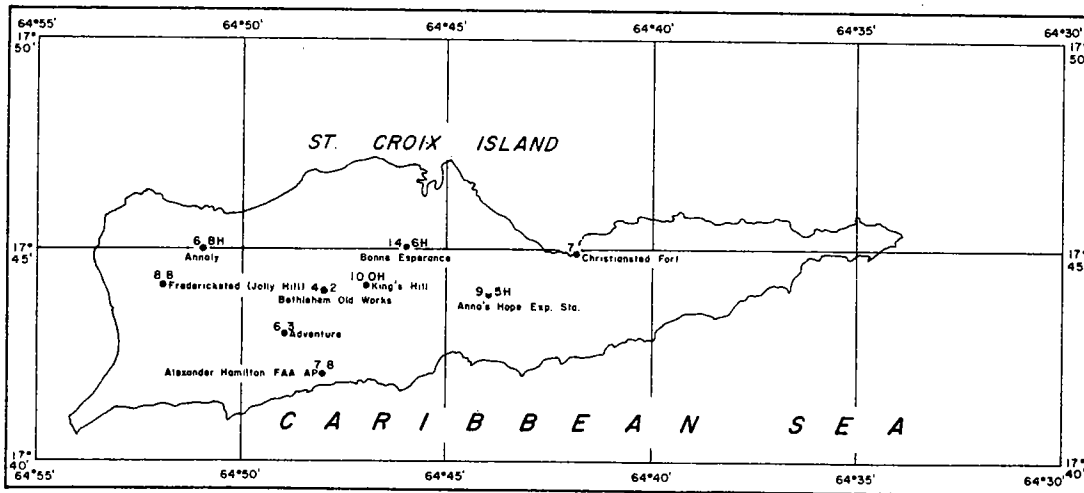 64°55' 64°50' 64°45' 64°40' 64°35' 64°30'
17° 50' 17° 50'
ST. CROIX ISLAND
6.8H 14.6H 7.
17° 45' Annaly Bonne Esperance Christiansted Fort 17° 45'
8.8 Fredericksted (Jolly Hill) 4.2 10.0H King's Hill 9.5H
Bethlehem Old Works Anna's Hope Exp. Sta.
6.3 Adventure
Alexander Hamilton FAA AP 7.8
CARIBBEAN SEA
17° 40' 17° 40'
64°55' 64°50' 64°45' 64°40' 64°35' 64°30'